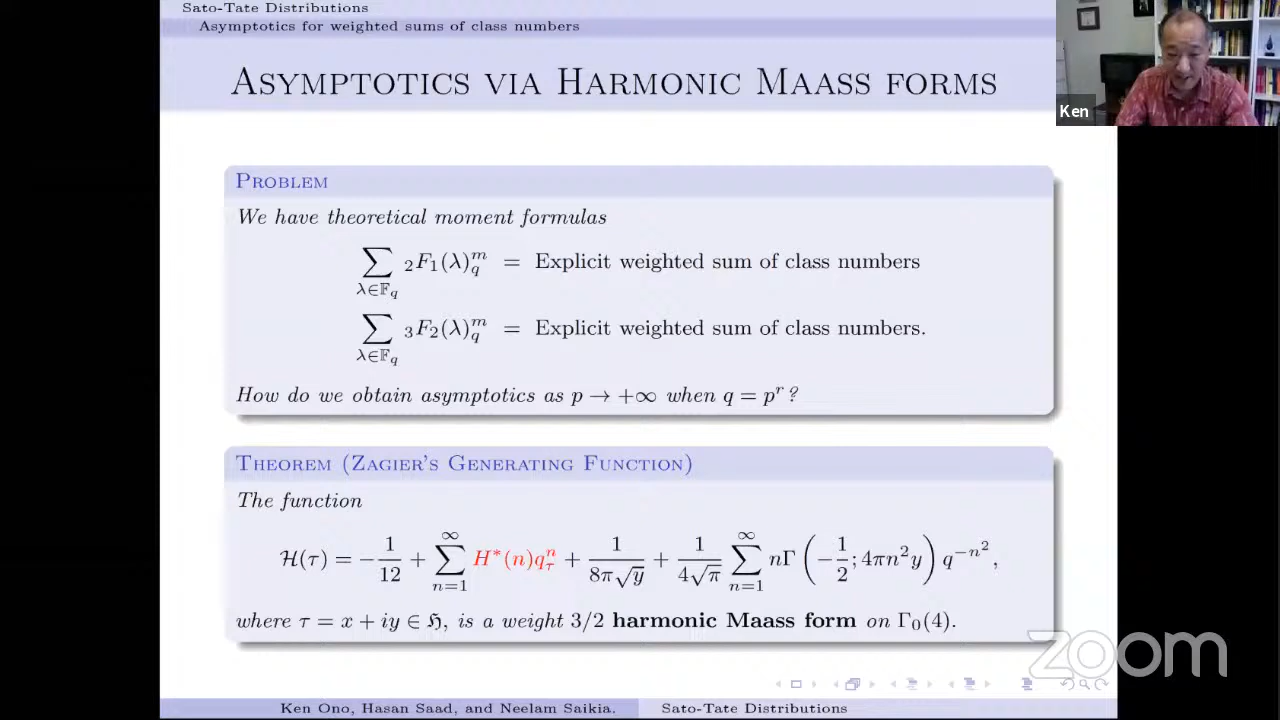 Sato-Tate Distributions
Asymptotics for weighted sums of class numbers
Asymptotics via Harmonic Maass forms
Ken
Problem
We have theoretical moment formulas
∑_{λ∈𝔽_q} ₂F₁(λ)_q^m = Explicit weighted sum of class numbers
∑_{λ∈𝔽_q} ₃F₂(λ)_q^m = Explicit weighted sum of class numbers.
How do we obtain asymptotics as p → +∞ when q = p^r?
Theorem (Zagier's Generating Function)
The function
ℋ(τ) = −1/12 + ∑_{n=1}^∞ H*(n)q_τ^n + 1/(8π√y) + 1/(4√π) ∑_{n=1}^∞ nΓ(−1/2; 4πn²y) q^{−n²},
where τ = x + iy ∈ ℌ, is a weight 3/2 harmonic Maass form on Γ₀(4).
zoom
Ken Ono, Hasan Saad, and Neelam Saikia. Sato-Tate Distributions